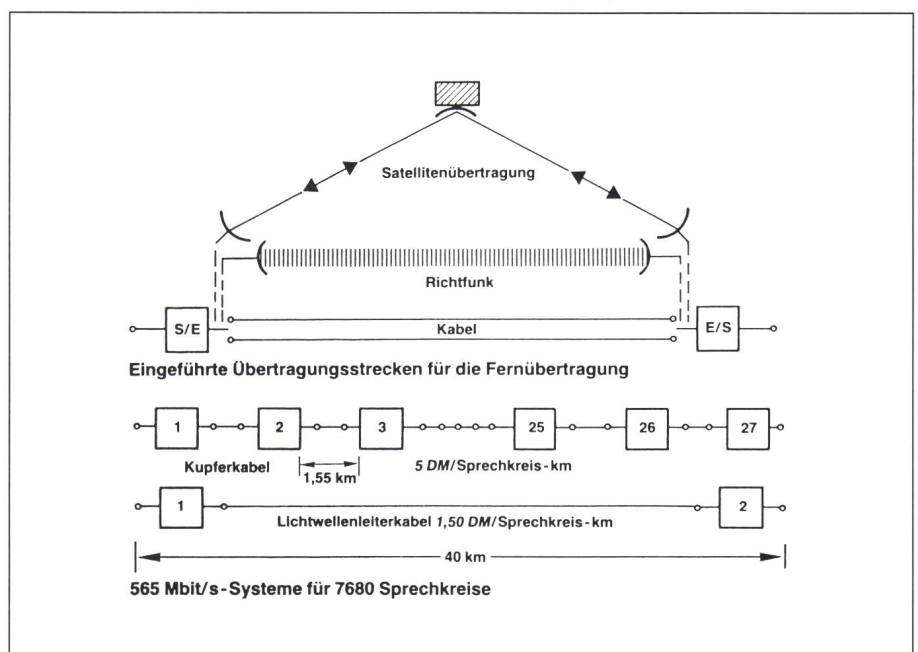 Satellitenübertragung
Richtfunk
S/E
Kabel
E/S
Eingeführte Übertragungsstrecken für die Fernübertragung
1 2 3 25 26 27
Kupferkabel 1,55 km 5 DM/Sprechkreis-km
1 2
Lichtwellenleiterkabel 1,50 DM/Sprechkreis-km
40 km
565 Mbit/s-Systeme für 7680 Sprechkreise